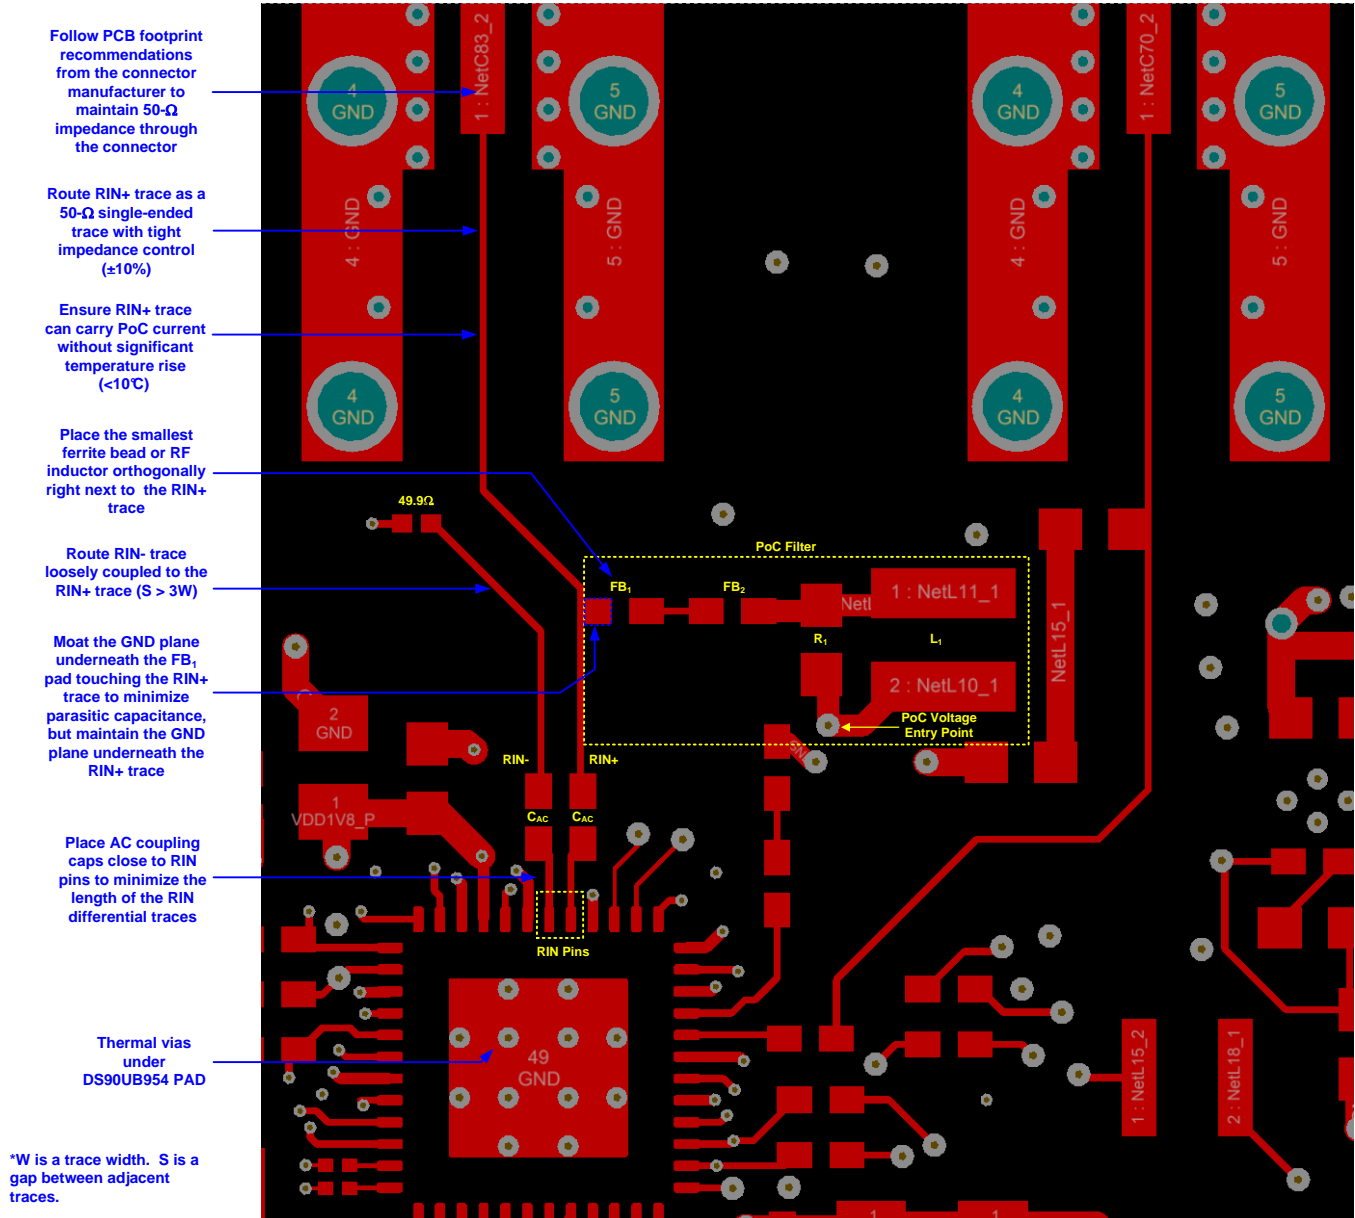 Follow PCB footprint
recommendations
from the connector
manufacturer to
maintain 50-Ω
impedance through
the connector
Route RIN+ trace as a
50-Ω single-ended
trace with tight
impedance control
(±10%)
Ensure RIN+ trace
can carry PoC current
without significant
temperature rise
(<10°C)
Place the smallest
ferrite bead or RF
inductor orthogonally
right next to the RIN+
trace
Route RIN- trace
loosely coupled to the
RIN+ trace (S > 3W)
Moat the GND plane
underneath the FB1
pad touching the RIN+
trace to minimize
parasitic capacitance,
but maintain the GND
plane underneath the
RIN+ trace
Place AC coupling
caps close to RIN
pins to minimize the
length of the RIN
differential traces
Thermal vias
under
DS90UB954 PAD
*W is a trace width. S is a
gap between adjacent
traces.
1 : NetC83_2
1 : NetC70_2
4
GND
5
GND
4
GND
5
GND
4 : GND
5 : GND
4 : GND
5 : GND
4
GND
5
GND
4
GND
5
GND
49.9Ω
PoC Filter
FB1
FB2
NetL
1 : NetL11_1
R1
L1
2 : NetL10_1
NetL15_1
PoC Voltage
Entry Point
2
GND
1
VDD1V8_P
RIN-
RIN+
CAC
CAC
RIN Pins
49
GND
1 : NetL15_2
2 : NetL18_1
1
1